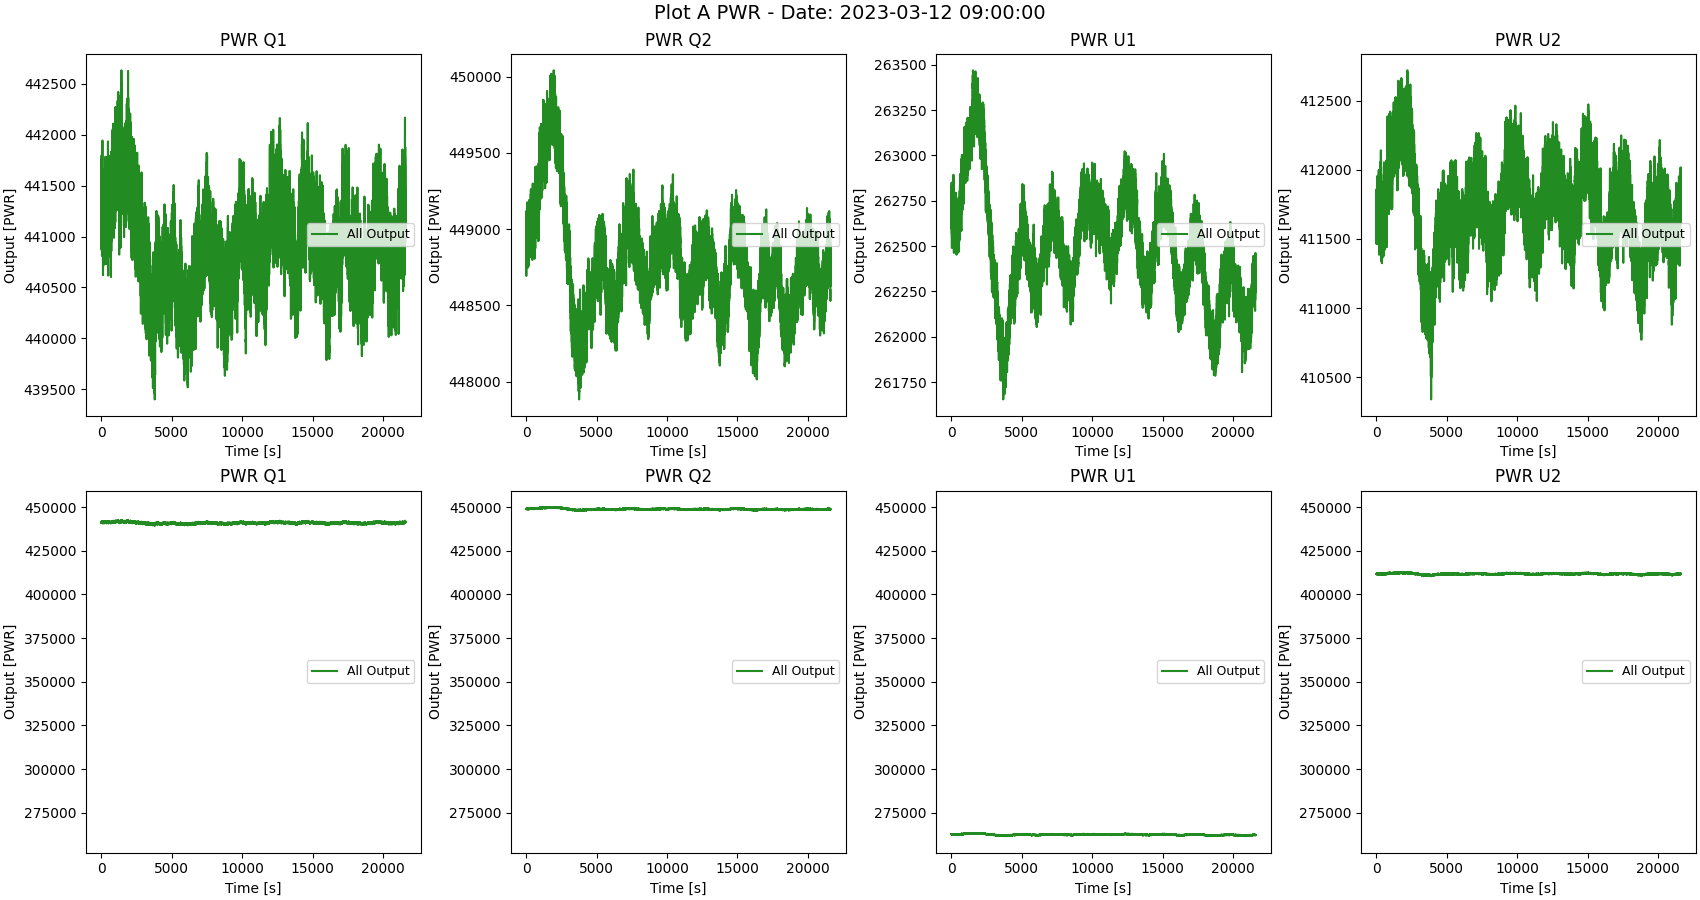 Plot A PWR - Date: 2023-03-12 09:00:00
PWR Q1
Output [PWR]
442500
442000
441500
441000
440500
440000
439500
0 5000 10000 15000 20000
Time [s]
All Output
PWR Q2
Output [PWR]
450000
449500
449000
448500
448000
0 5000 10000 15000 20000
Time [s]
All Output
PWR U1
Output [PWR]
263500
263250
263000
262750
262500
262250
262000
261750
0 5000 10000 15000 20000
Time [s]
All Output
PWR U2
Output [PWR]
412500
412000
411500
411000
410500
0 5000 10000 15000 20000
Time [s]
All Output
PWR Q1
Output [PWR]
450000
425000
400000
375000
350000
325000
300000
275000
0 5000 10000 15000 20000
Time [s]
All Output
PWR Q2
Output [PWR]
450000
425000
400000
375000
350000
325000
300000
275000
0 5000 10000 15000 20000
Time [s]
All Output
PWR U1
Output [PWR]
450000
425000
400000
375000
350000
325000
300000
275000
0 5000 10000 15000 20000
Time [s]
All Output
PWR U2
Output [PWR]
450000
425000
400000
375000
350000
325000
300000
275000
0 5000 10000 15000 20000
Time [s]
All Output